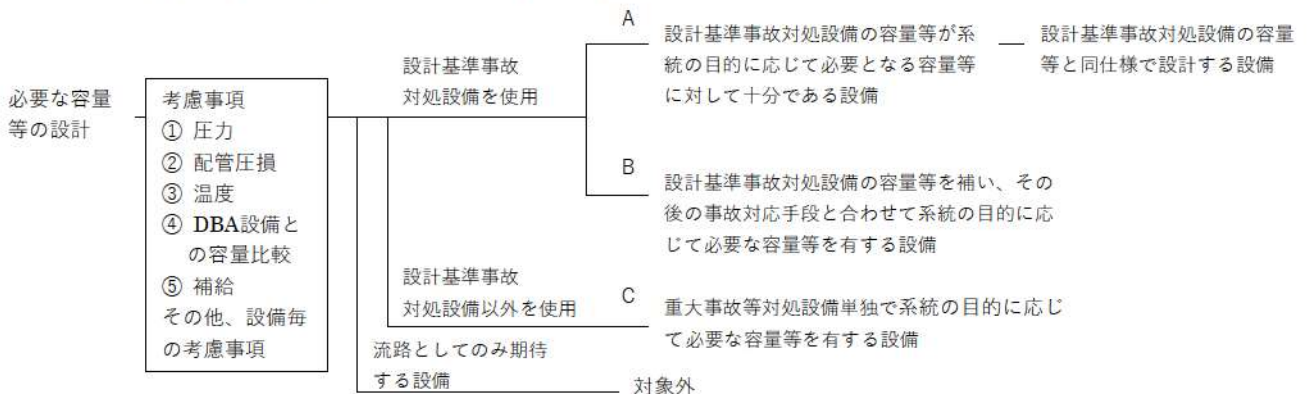 必要な容量
等の設計
考慮事項
① 圧力
② 配管圧損
③ 温度
④ DBA設備と
の容量比較
⑤ 補給
その他、設備毎
の考慮事項
設計基準事故
対処設備を使用
A
設計基準事故対処設備の容量等が系
統の目的に応じて必要となる容量等
に対して十分である設備
設計基準事故対処設備の容量
等と同仕様で設計する設備
B
設計基準事故対処設備の容量等を補い、その
後の事故対応手段と合わせて系統の目的に応
じて必要な容量等を有する設備
設計基準事故
対処設備以外を使用
C
重大事故等対処設備単独で系統の目的に応じ
て必要な容量等を有する設備
流路としてのみ期待
する設備
対象外